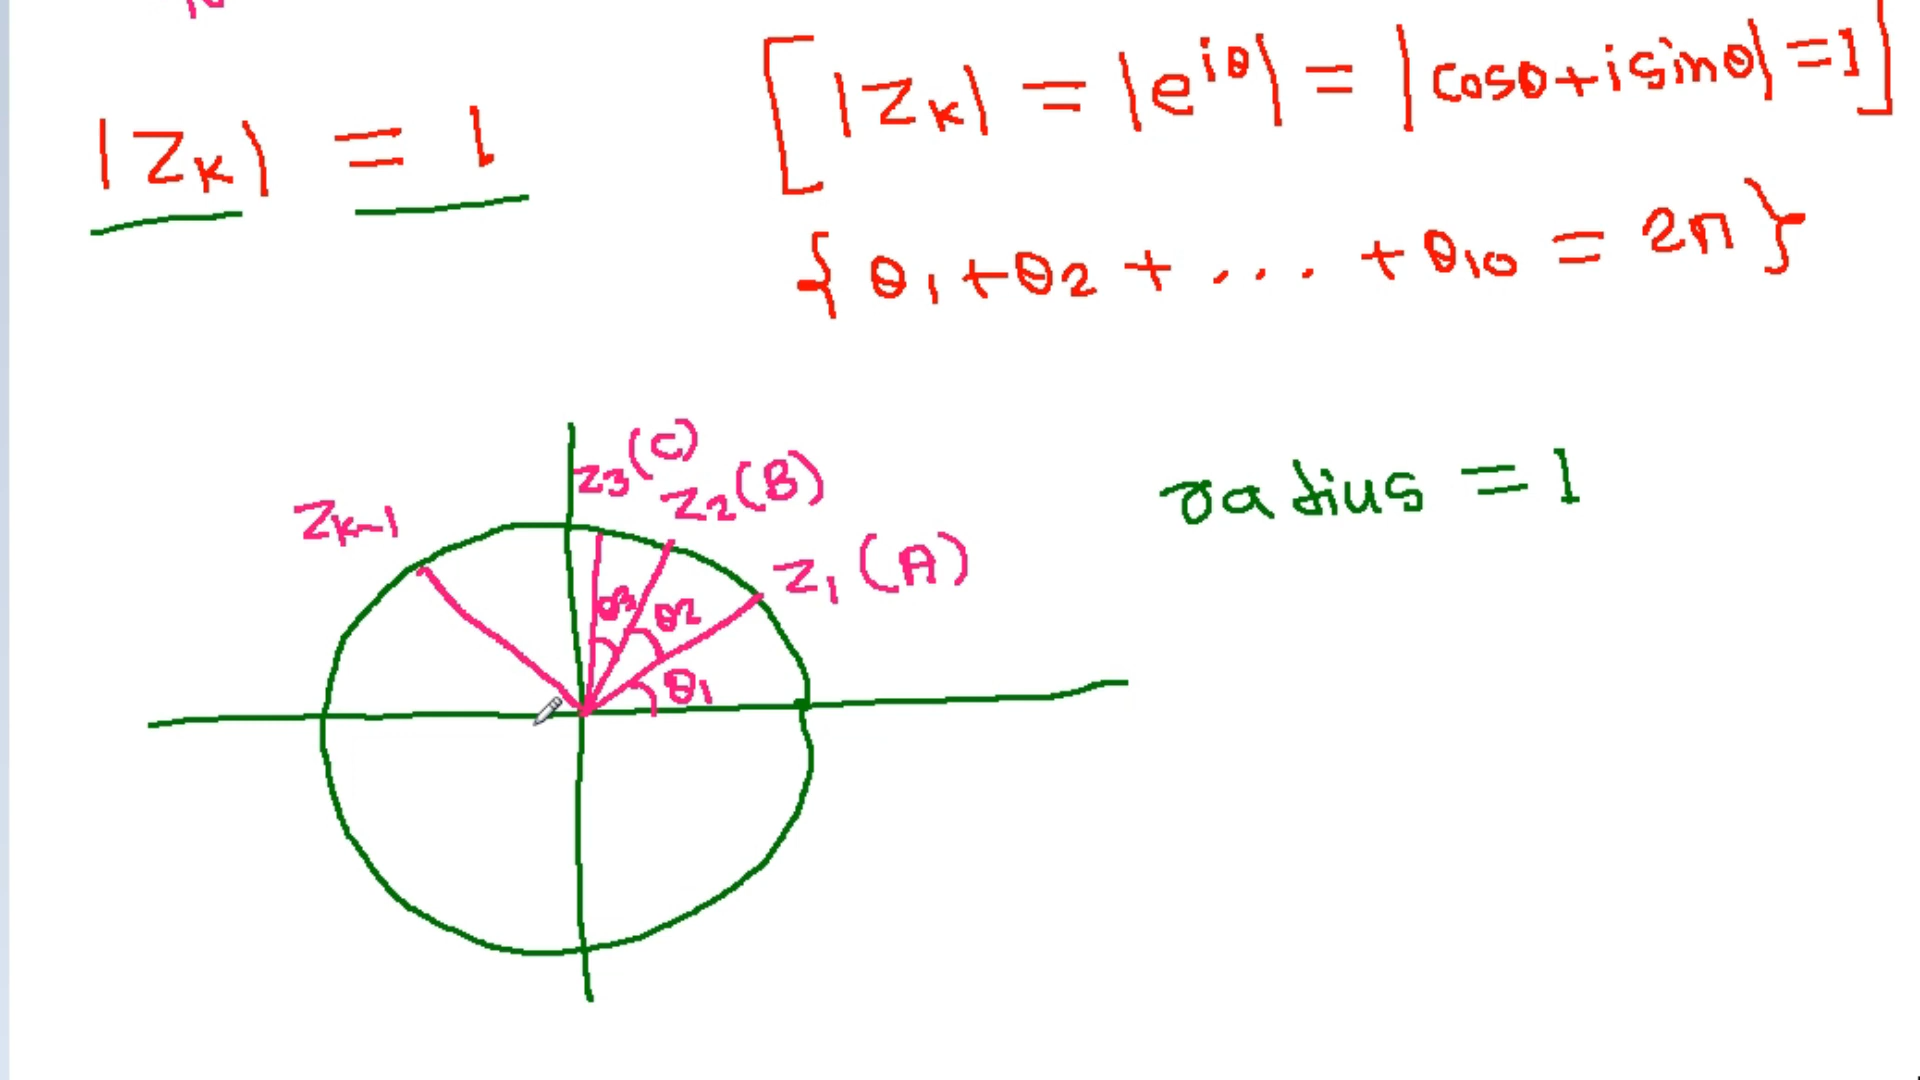 |Zk| = 1
[|Zk| = |e^iθ| = |cosθ+isinθ| = 1]
{θ1+θ2+...+θ10 = 2π}
Z3(C)
Z2(B)
Zk-1
Z1(A)
radius = 1
θ3
θ2
θ1